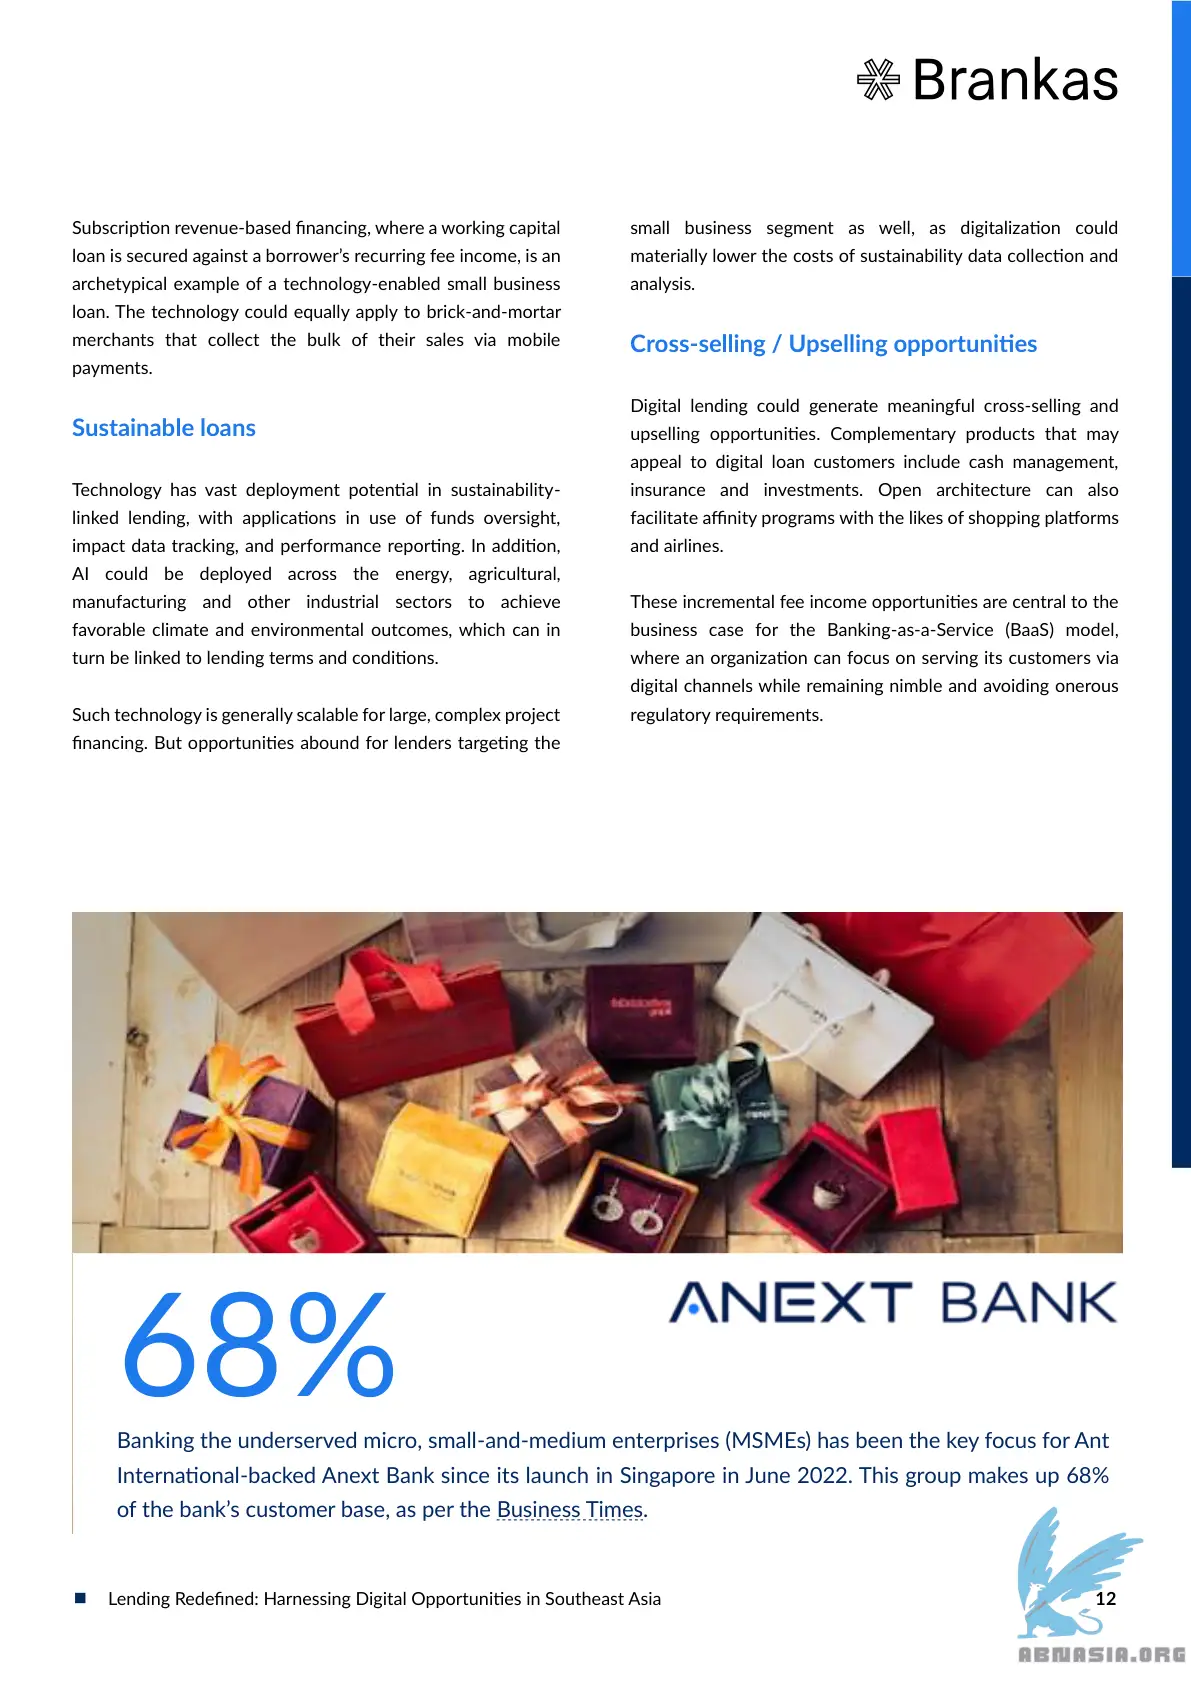 Brankas
Subscription revenue-based financing, where a working capital
loan is secured against a borrower's recurring fee income, is an
archetypical example of a technology-enabled small business
loan. The technology could equally apply to brick-and-mortar
merchants that collect the bulk of their sales via mobile
payments.
Sustainable loans
Technology has vast deployment potential in sustainability-
linked lending, with applications in use of funds oversight,
impact data tracking, and performance reporting. In addition,
AI could be deployed across the energy, agricultural,
manufacturing and other industrial sectors to achieve
favorable climate and environmental outcomes, which can in
turn be linked to lending terms and conditions.
Such technology is generally scalable for large, complex project
financing. But opportunities abound for lenders targeting the
small business segment as well, as digitalization could
materially lower the costs of sustainability data collection and
analysis.
Cross-selling / Upselling opportunities
Digital lending could generate meaningful cross-selling and
upselling opportunities. Complementary products that may
appeal to digital loan customers include cash management,
insurance and investments. Open architecture can also
facilitate affinity programs with the likes of shopping platforms
and airlines.
These incremental fee income opportunities are central to the
business case for the Banking-as-a-Service (BaaS) model,
where an organization can focus on serving its customers via
digital channels while remaining nimble and avoiding onerous
regulatory requirements.
68%
ANEXT BANK
Banking the underserved micro, small-and-medium enterprises (MSMEs) has been the key focus for Ant
International-backed Anext Bank since its launch in Singapore in June 2022. This group makes up 68%
of the bank's customer base, as per the Business Times.
Lending Redefined: Harnessing Digital Opportunities in Southeast Asia
12
ABNASIA.ORG